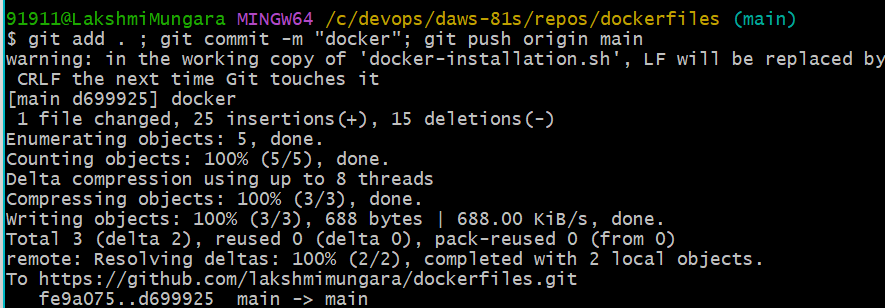 91911@LakshmiMungara MINGW64 /c/devops/daws-81s/repos/dockerfiles (main)
$ git add . ; git commit -m "docker"; git push origin main
warning: in the working copy of 'docker-installation.sh', LF will be replaced by
 CRLF the next time Git touches it
[main d699925] docker
 1 file changed, 25 insertions(+), 15 deletions(-)
Enumerating objects: 5, done.
Counting objects: 100% (5/5), done.
Delta compression using up to 8 threads
Compressing objects: 100% (3/3), done.
Writing objects: 100% (3/3), 688 bytes | 688.00 KiB/s, done.
Total 3 (delta 2), reused 0 (delta 0), pack-reused 0 (from 0)
remote: Resolving deltas: 100% (2/2), completed with 2 local objects.
To https://github.com/lakshmimungara/dockerfiles.git
   fe9a075..d699925  main -> main